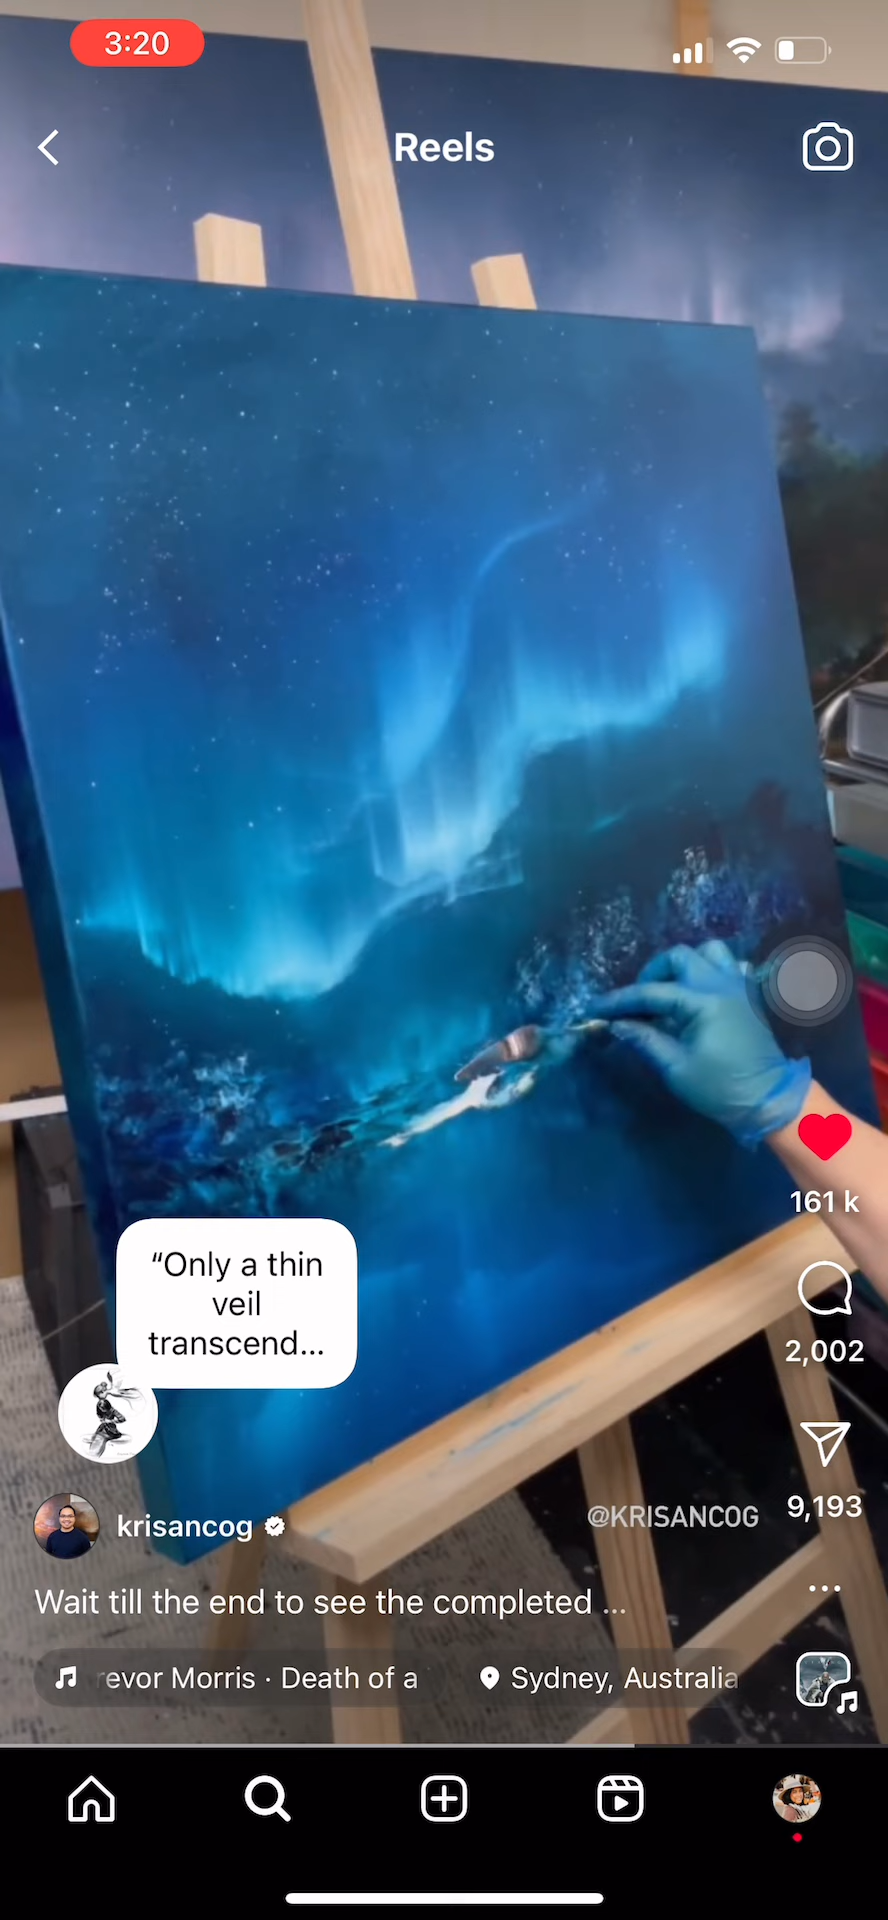 3:20
Reels
161 k
“Only a thin
veil
transcend...
2,002
krisancog
@KRISANCOG
9,193
Wait till the end to see the completed ...
revor Morris · Death of a
Sydney, Australia